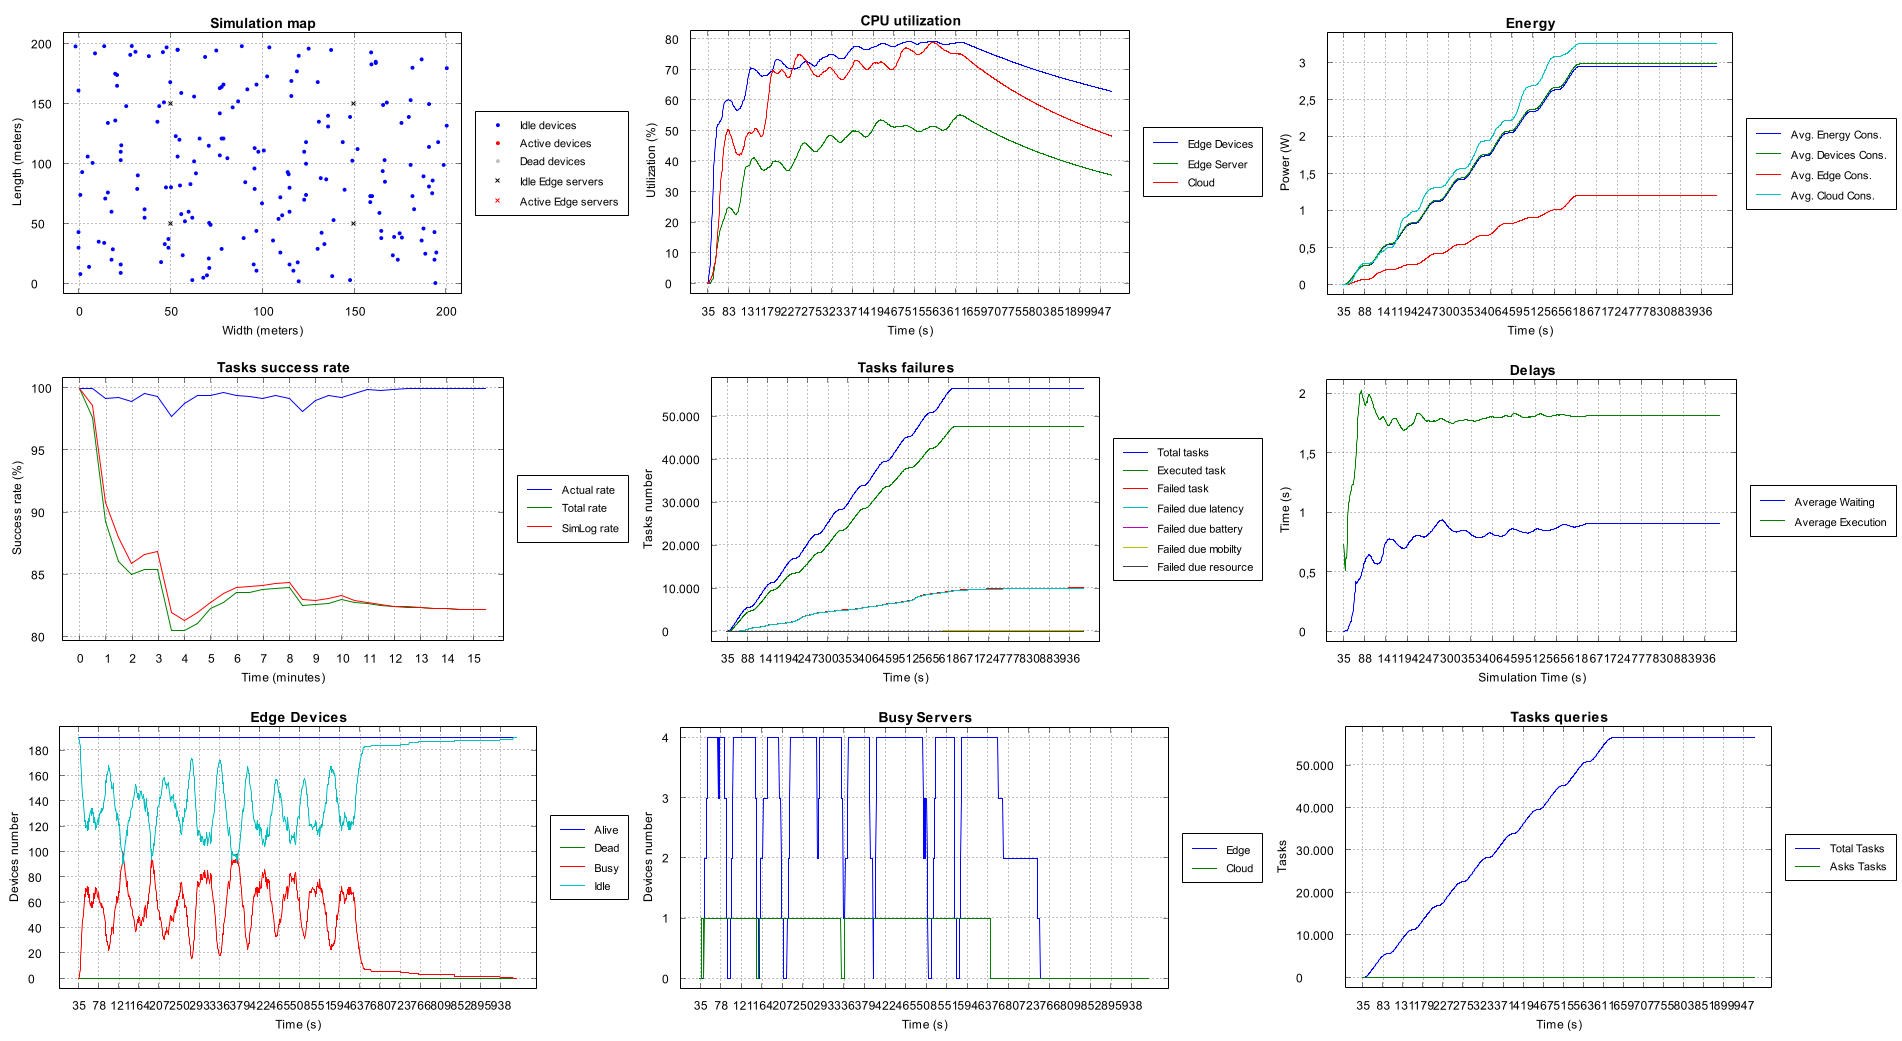 Simulation map
Length (meters)
200
150
100
50
0
0 50 100 150 200
Width (meters)
Idle devices
Active devices
Dead devices
Idle Edge servers
Active Edge servers
CPU utilization
Utilization (%)
80
70
60
50
40
30
20
10
0
Time (s)
Edge Devices
Edge Server
Cloud
Energy
Power (W)
3
2,5
2
1,5
1
0,5
0
Time (s)
Avg. Energy Cons.
Avg. Devices Cons.
Avg. Edge Cons.
Avg. Cloud Cons.
Tasks success rate
Success rate (%)
100
95
90
85
80
0 1 2 3 4 5 6 7 8 9 10 11 12 13 14 15
Time (minutes)
Actual rate
Total rate
SimLog rate
Tasks failures
Tasks number
50.000
40.000
30.000
20.000
10.000
0
Time (s)
Total tasks
Executed task
Failed task
Failed due latency
Failed due battery
Failed due mobilty
Failed due resource
Delays
Time (s)
2
1,5
1
0,5
0
Simulation Time (s)
Average Waiting
Average Execution
Edge Devices
Devices number
180
160
140
120
100
80
60
40
20
0
Time (s)
Alive
Dead
Busy
Idle
Busy Servers
Devices number
4
3
2
1
0
Time (s)
Edge
Cloud
Tasks queries
Tasks
50.000
40.000
30.000
20.000
10.000
0
Time (s)
Total Tasks
Asks Tasks